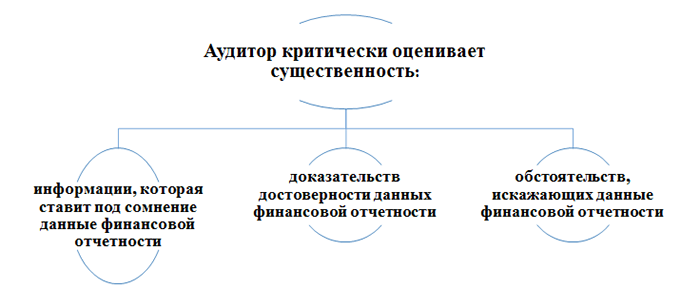 Аудитор критически оценивает
существенность:
информации, которая
ставит под сомнение
данные финансовой
отчетности
доказательств
достоверности данных
финансовой отчетности
обстоятельств,
искажающих данные
финансовой отчетности